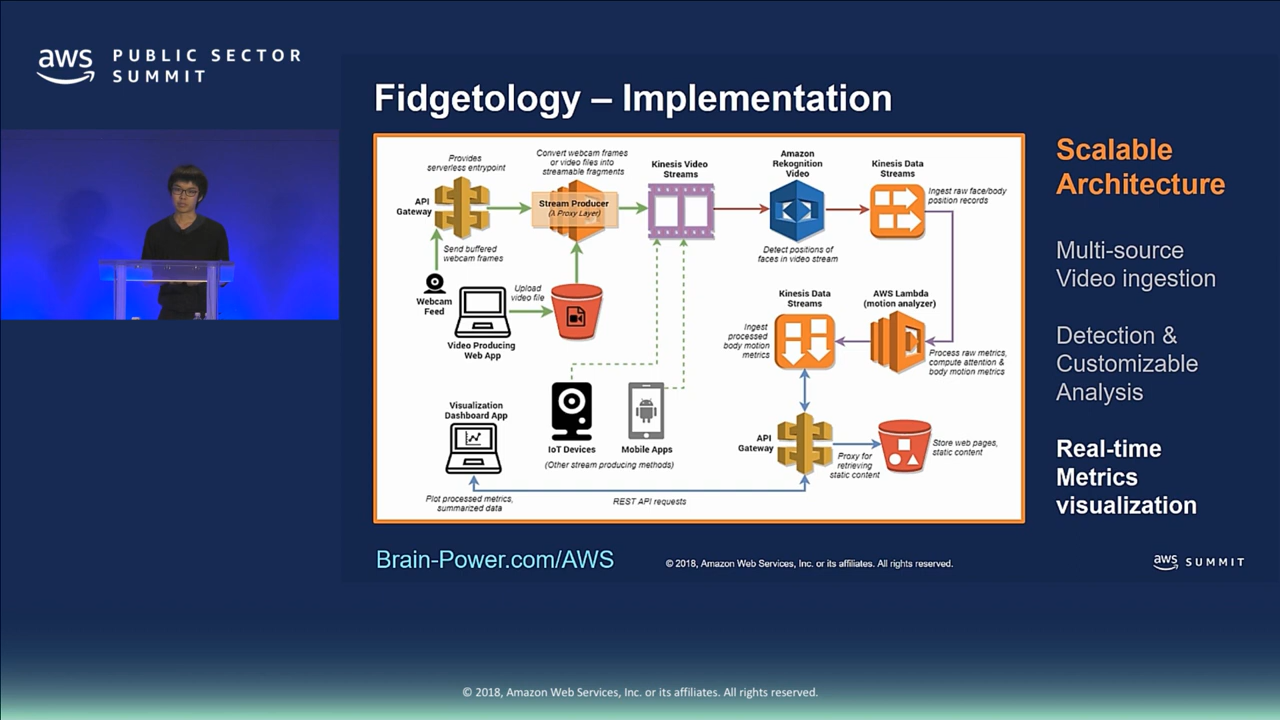 aws PUBLIC SECTOR
SUMMIT
Fidgetology – Implementation
Provides
serverless entrypoint
API
Gateway
Convert webcam frames
or video files into
streamable fragments
Stream Producer
(λ Proxy Layer)
Kinesis Video
Streams
Amazon
Rekognition
Video
Detect positions of
faces in video stream
Kinesis Data
Streams
Ingest raw face/body
position records
Send buffered
webcam frames
Webcam
Feed
Upload
video file
Video Producing
Web App
Kinesis Data
Streams
Ingest
processed
body motion
metrics
AWS Lambda
(motion analyzer)
Process raw metrics,
compute attention &
body motion metrics
Visualization
Dashboard App
IoT Devices
Mobile Apps
(Other stream producing methods)
API
Gateway
Proxy for
retrieving
static content
Store web pages,
static content
Plot processed metrics,
summarized data
REST API requests
Scalable
Architecture
Multi-source
Video ingestion
Detection &
Customizable
Analysis
Real-time
Metrics
visualization
Brain-Power.com/AWS
© 2018, Amazon Web Services, Inc. or its affiliates. All rights reserved.
aws SUMMIT
© 2018, Amazon Web Services, Inc. or its affiliates. All rights reserved.